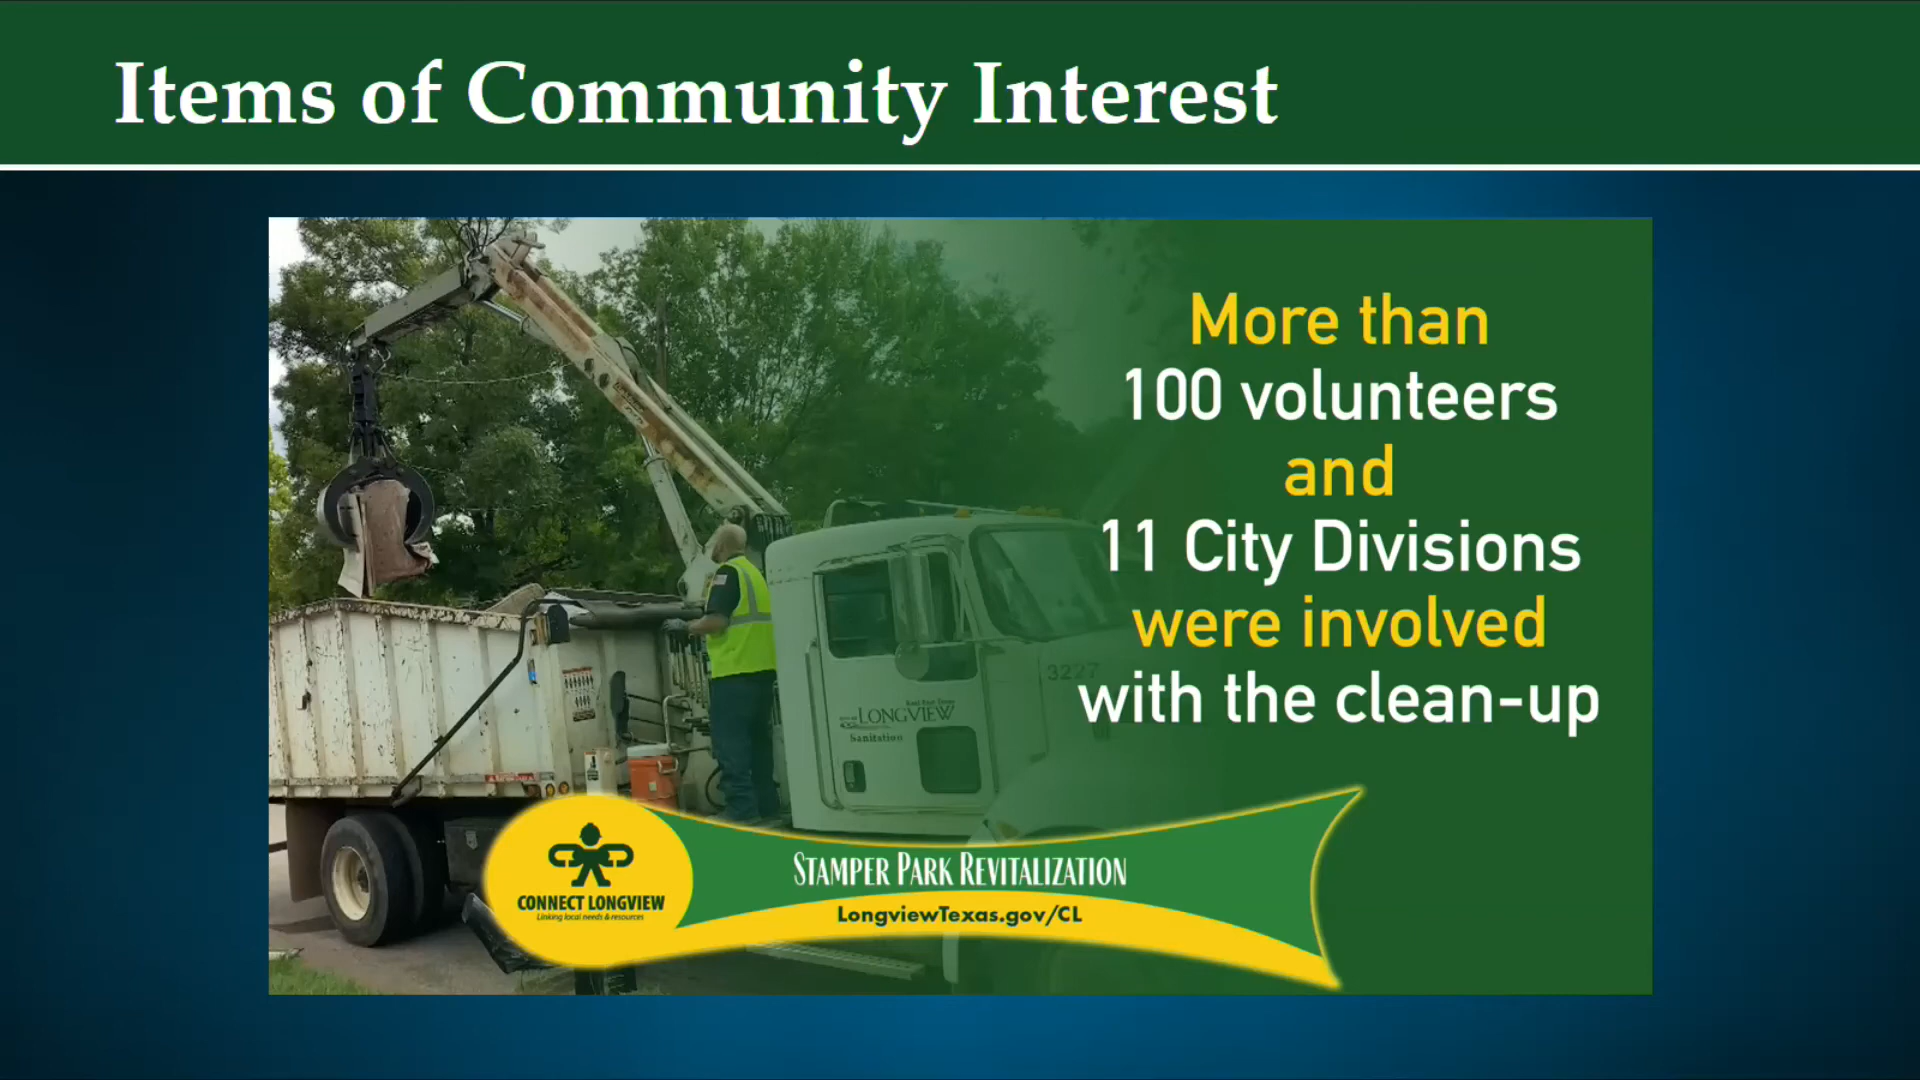 Items of Community Interest
More than
100 volunteers
and
11 City Divisions
were involved
with the clean-up
3227
LONGVIEW
Sanitation
STAMPER PARK REVITALIZATION
CONNECT LONGVIEW
Linking local needs & resources
LongviewTexas.gov/CL